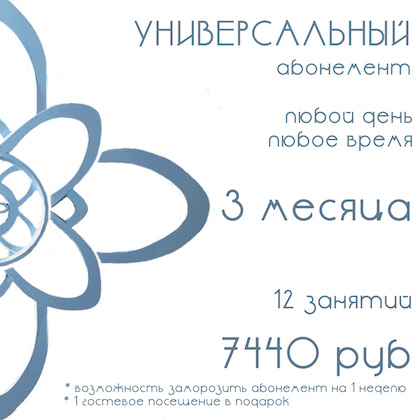 УНИВЕРСАЛЬНЫЙ
абонемент
любой день
любое время
3 месяца
12 занятий
7440 руб
* возможность заморозить абонемент на 1 неделю
* 1 гостевое посещение в подарок